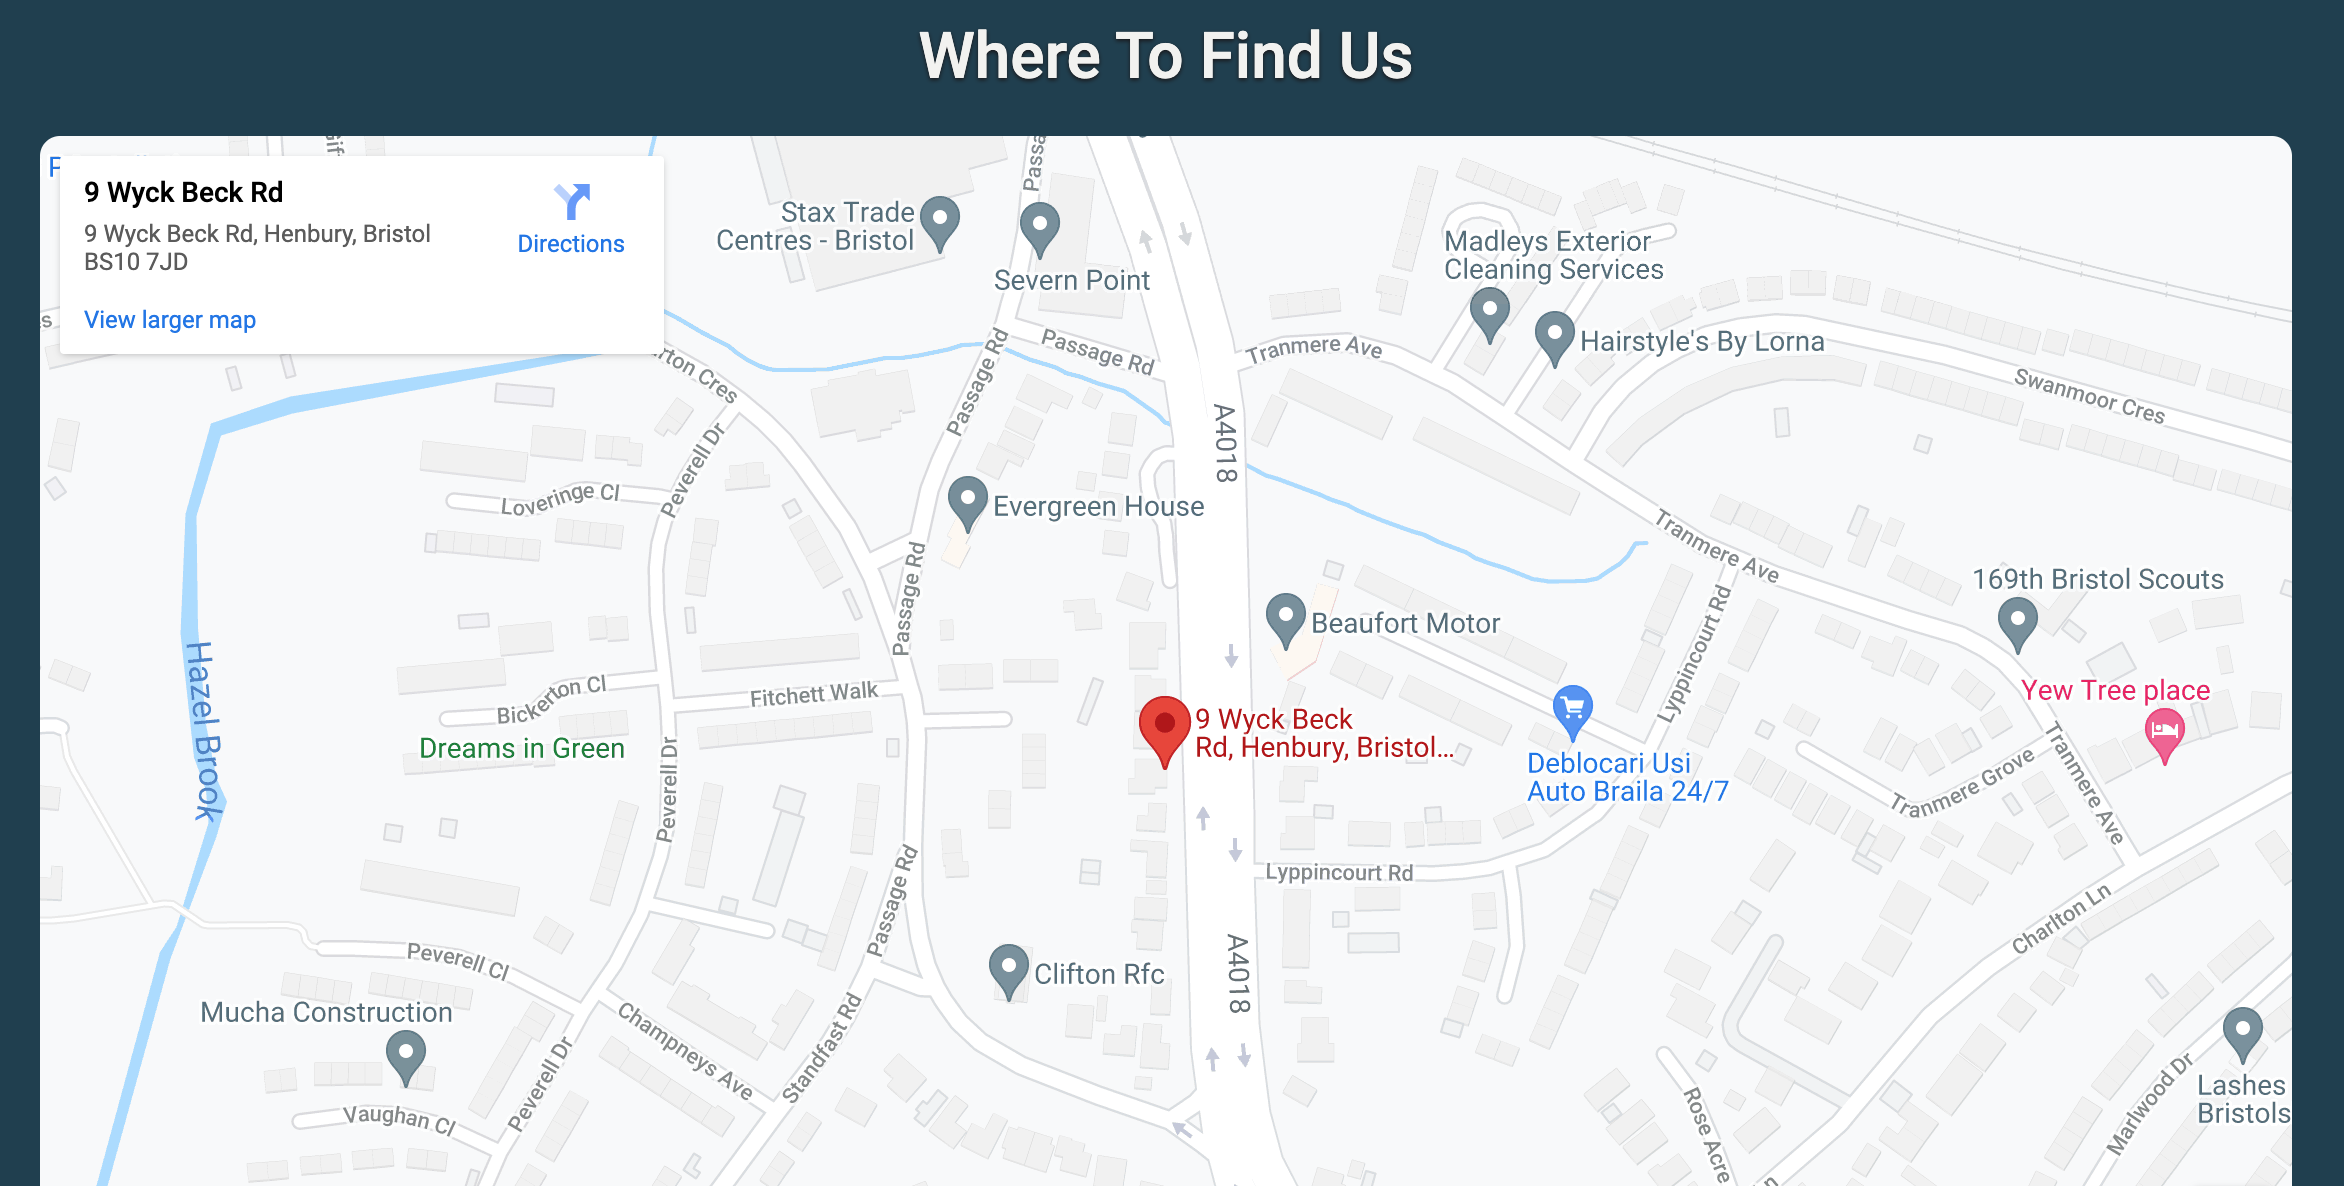 Where To Find Us
9 Wyck Beck Rd
9 Wyck Beck Rd, Henbury, Bristol
BS10 7JD
Directions
View larger map
Stax Trade
Centres - Bristol
Severn Point
Passage Rd
Passage Rd
Tranmere Ave
Madleys Exterior
Cleaning Services
Hairstyle's By Lorna
Swanmoor Cres
A4018
Peverell Dr
Loveringe Cl
Evergreen House
Tranmere Ave
Passage Rd
Beaufort Motor
Lyppincourt Rd
169th Bristol Scouts
Yew Tree place
Hazel Brook
Bickerton Cl
Fitchett Walk
Dreams in Green
Peverell Dr
9 Wyck Beck
Rd, Henbury, Bristol...
Deblocari Usi
Auto Braila 24/7
Tranmere Grove
Tranmere Ave
Lyppincourt Rd
Passage Rd
Charlton Ln
A4018
Peverell Cl
Clifton Rfc
Mucha Construction
Champneys Ave
Standfast Rd
Peverell Dr
Vaughan Cl
Rose Acre
Marlwood Dr
Lashes
Bristols